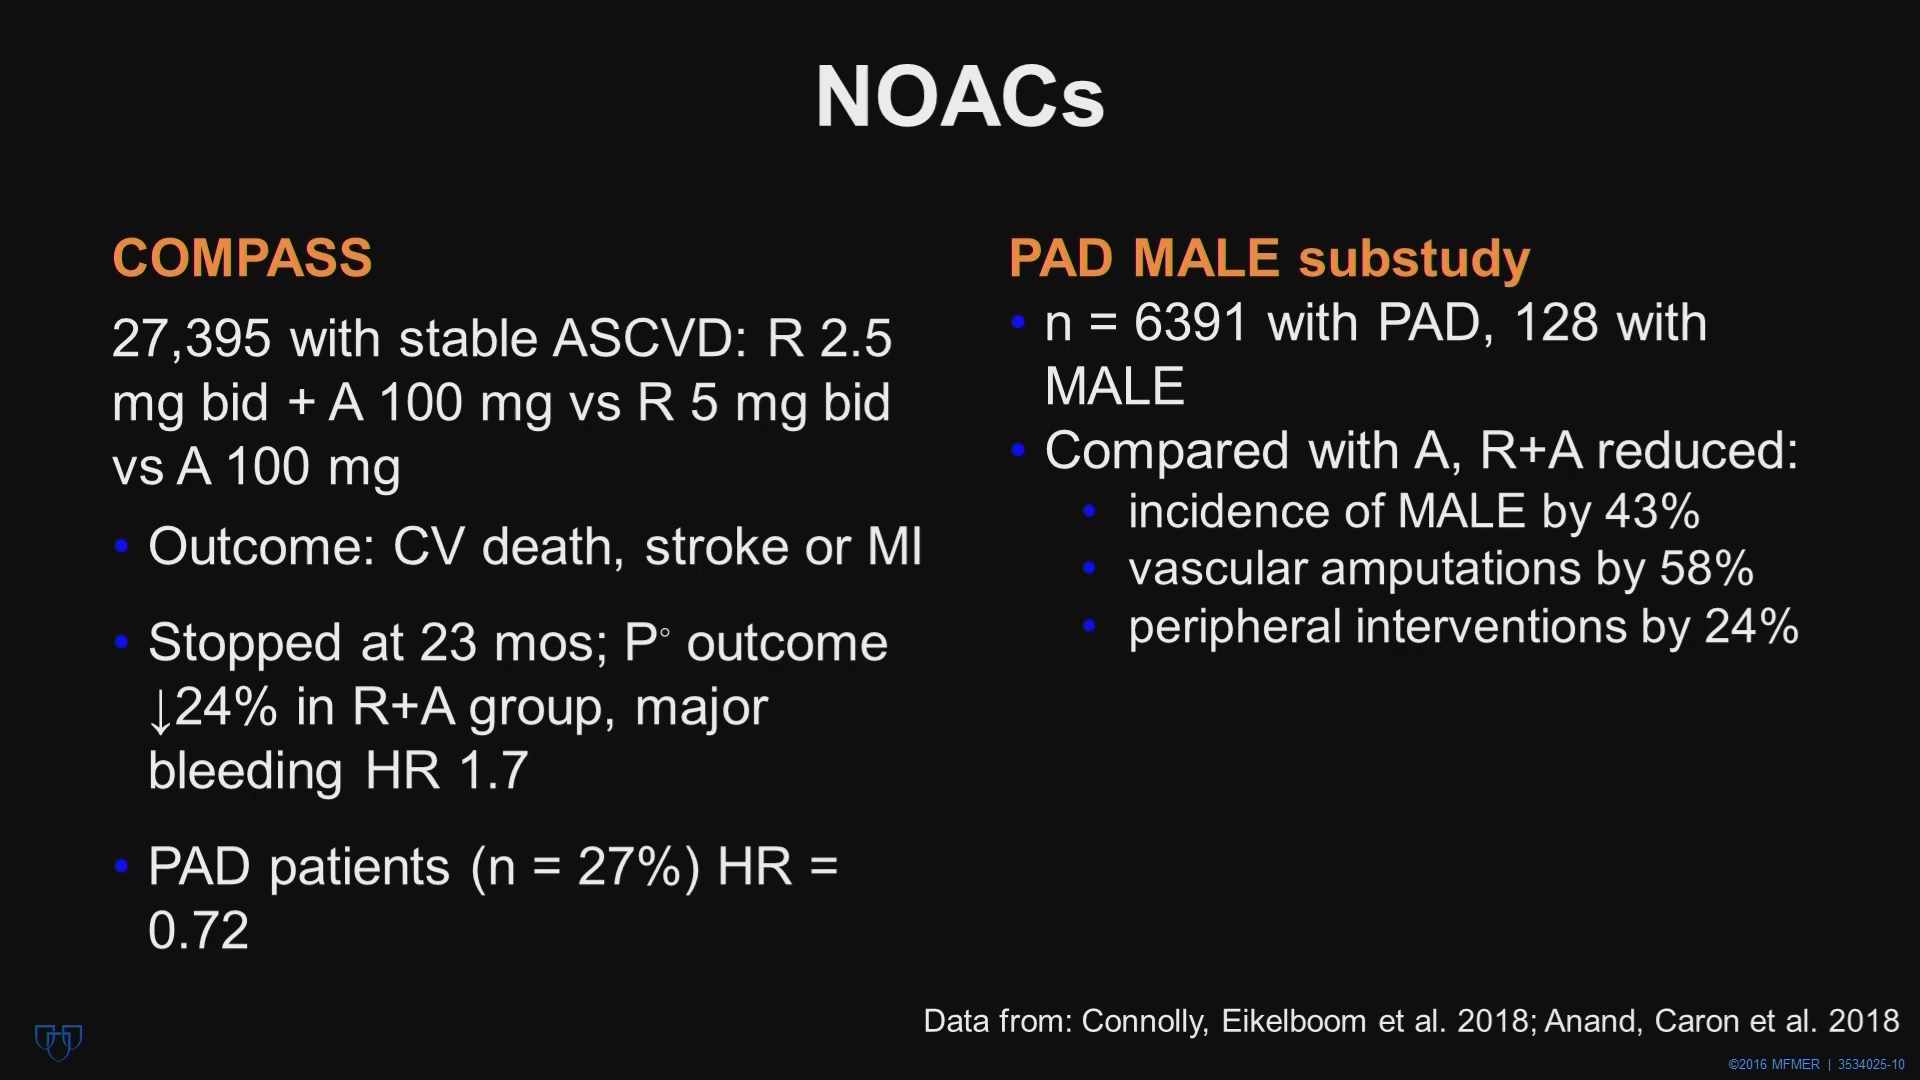 NOACs
COMPASS
27,395 with stable ASCVD: R 2.5
mg bid + A 100 mg vs R 5 mg bid
vs A 100 mg
• Outcome: CV death, stroke or MI
• Stopped at 23 mos; P° outcome
↓24% in R+A group, major
bleeding HR 1.7
• PAD patients (n = 27%) HR =
0.72
PAD MALE substudy
• n = 6391 with PAD, 128 with
MALE
• Compared with A, R+A reduced:
• incidence of MALE by 43%
• vascular amputations by 58%
• peripheral interventions by 24%
Data from: Connolly, Eikelboom et al. 2018; Anand, Caron et al. 2018
©2016 MFMER | 3534025-10